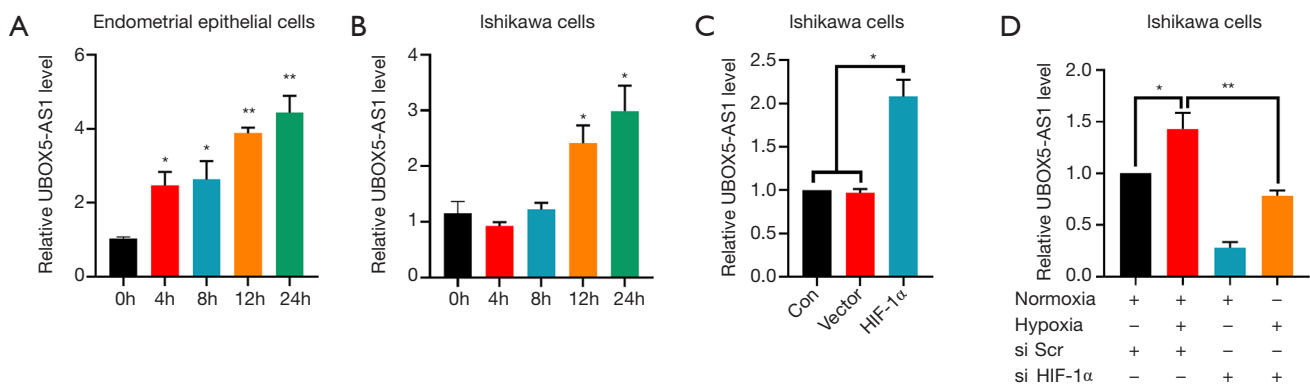 A
Endometrial epithelial cells
Relative UBOX5-AS1 level
6
4
2
0
*
*
**
**
0h 4h 8h 12h 24h
B
Ishikawa cells
Relative UBOX5-AS1 level
4
3
2
1
0
*
*
0h 4h 8h 12h 24h
C
Ishikawa cells
Relative UBOX5-AS1 level
2.5
2.0
1.5
1.0
0.5
0.0
*
Con Vector HIF-1α
D
Ishikawa cells
Relative UBOX5-AS1 level
2.0
1.5
1.0
0.5
0.0
* **
Normoxia + + + –
Hypoxia – + – +
si Scr + + – –
si HIF-1α – – + +